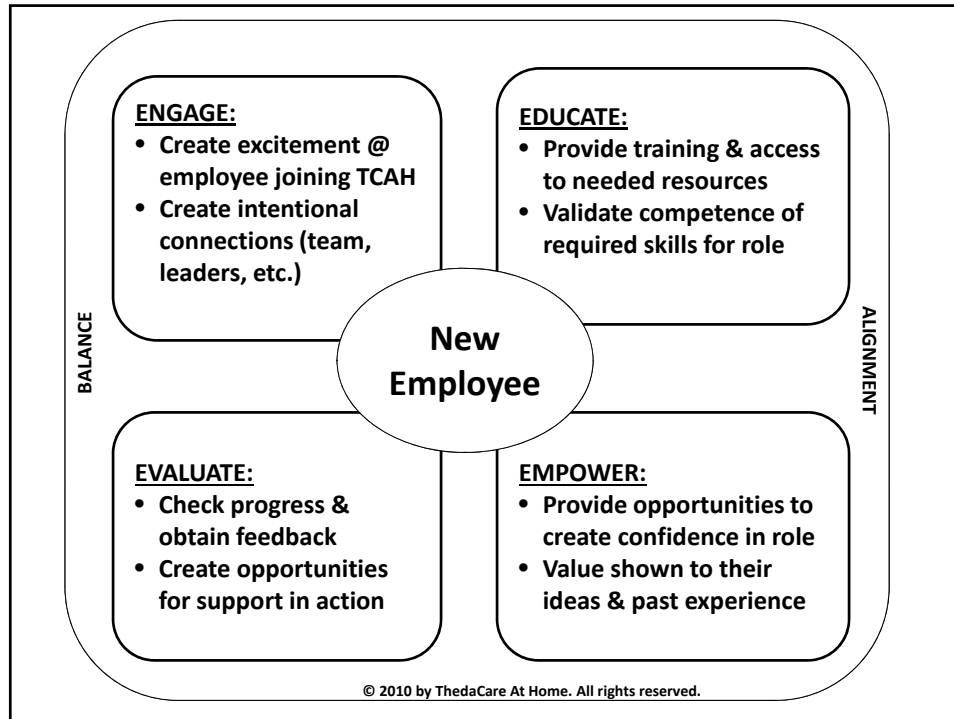 ENGAGE:
• Create excitement @
employee joining TCAH
• Create intentional
connections (team,
leaders, etc.)
EDUCATE:
• Provide training & access
to needed resources
• Validate competence of
required skills for role
BALANCE
New
Employee
ALIGNMENT
EVALUATE:
• Check progress &
obtain feedback
• Create opportunities
for support in action
EMPOWER:
• Provide opportunities to
create confidence in role
• Value shown to their
ideas & past experience
© 2010 by ThedaCare At Home. All rights reserved.